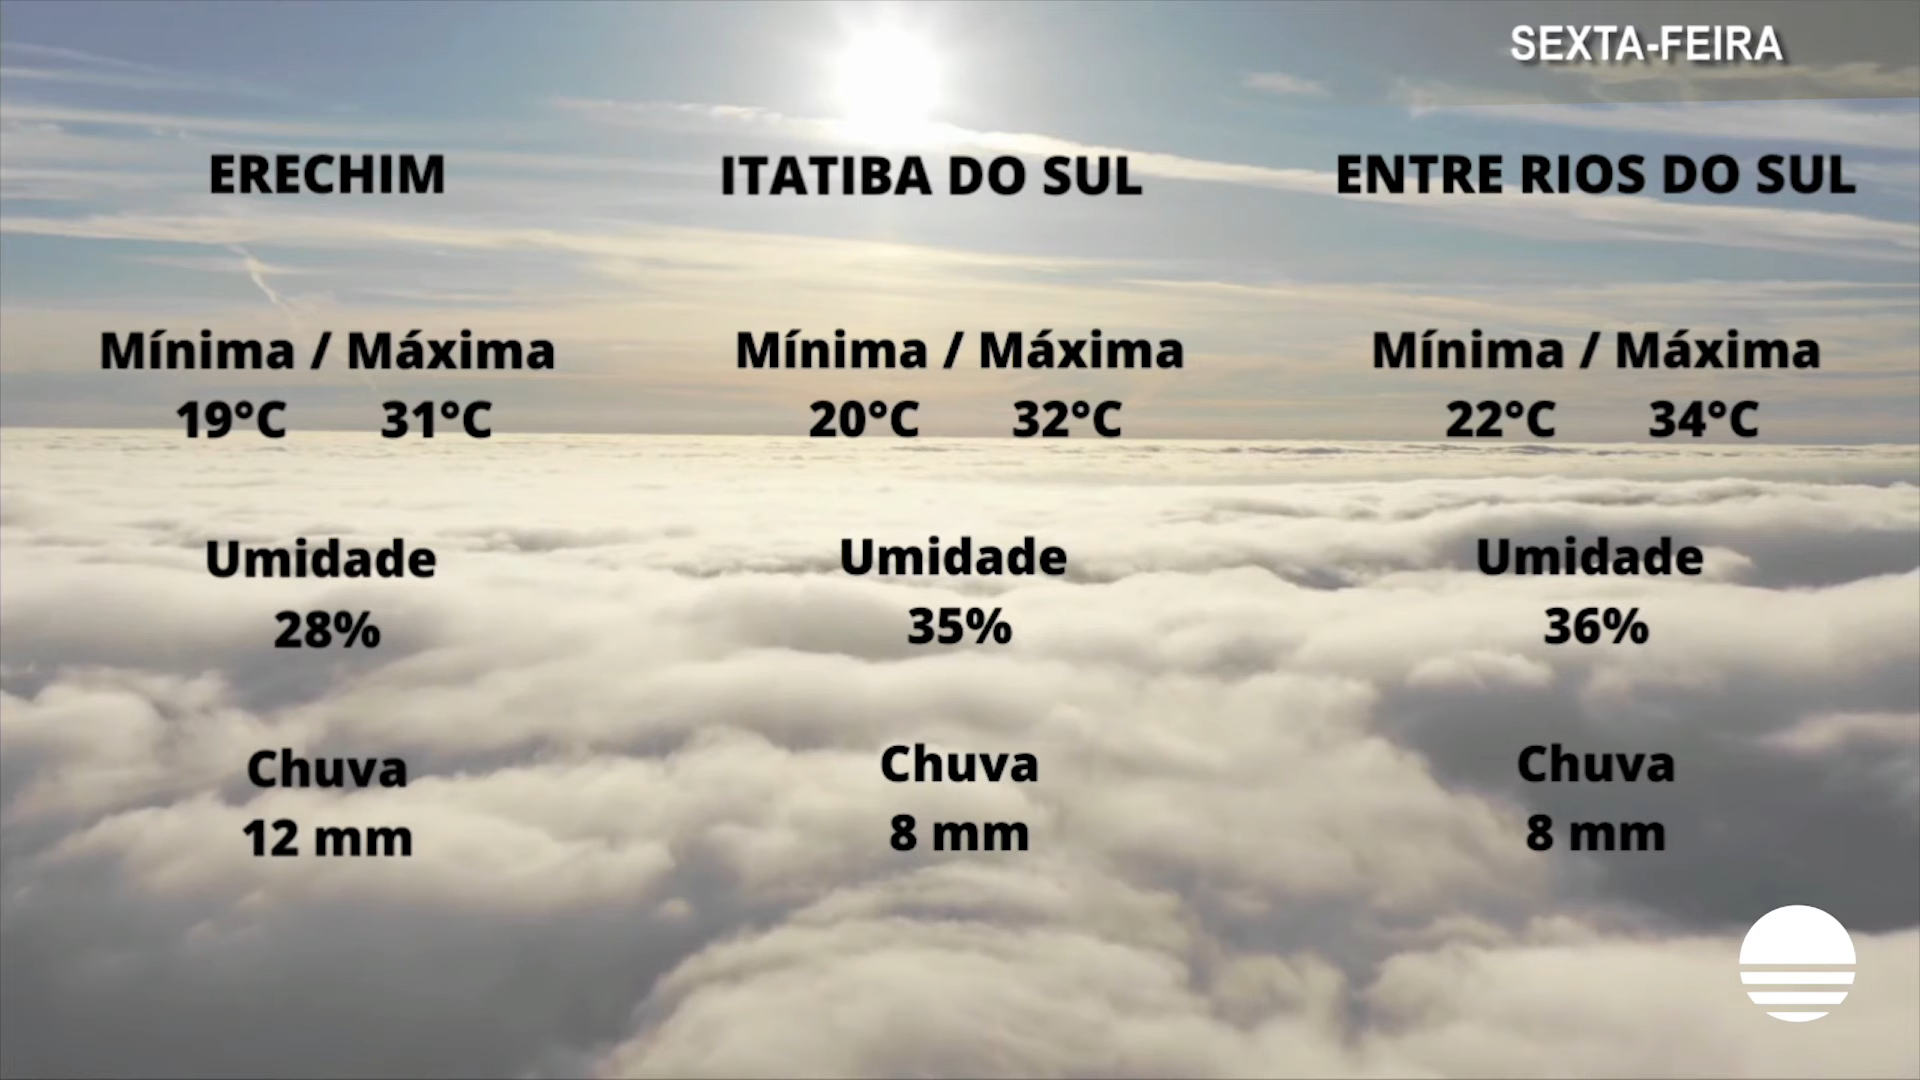 SEXTA-FEIRA
ERECHIM
Mínima / Máxima
19°C 31°C
Umidade
28%
Chuva
12 mm
ITATIBA DO SUL
Mínima / Máxima
20°C 32°C
Umidade
35%
Chuva
8 mm
ENTRE RIOS DO SUL
Mínima / Máxima
22°C 34°C
Umidade
36%
Chuva
8 mm